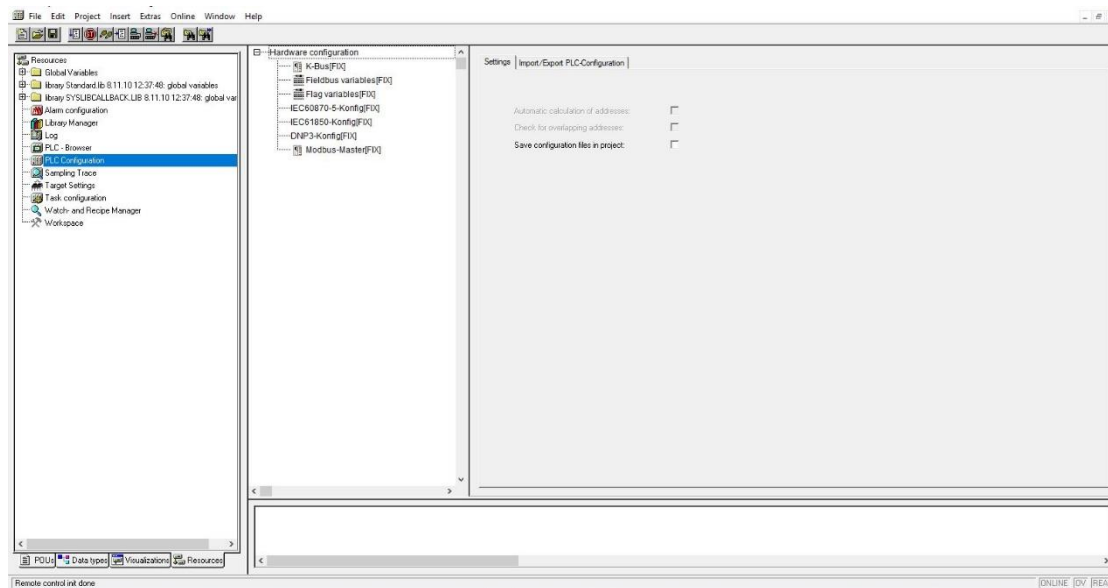 File Edit Project Insert Extras Online Window Help
Resources
Global Variables
library Standard.lib 8.11.10 12:37:48: global variables
library SYSLIBCALLBACK.LIB 8.11.10 12:37:48: global var
Alarm configuration
Library Manager
Log
PLC - Browser
PLC Configuration
Sampling Trace
Target Settings
Task configuration
Watch- and Recipe Manager
Workspace
Hardware configuration
K-Bus[FIX]
Fieldbus variables[FIX]
Flag variables[FIX]
IEC60870-5-Konfig[FIX]
IEC61850-Konfig[FIX]
DNP3-Konfig[FIX]
Modbus-Master[FIX]
Settings Import/Export PLC-Configuration
Automatic calculation of addresses:
Check for overlapping addresses:
Save configuration files in project:
POUs Data types Visualizations Resources
Remote control init done
ONLINE OV REA